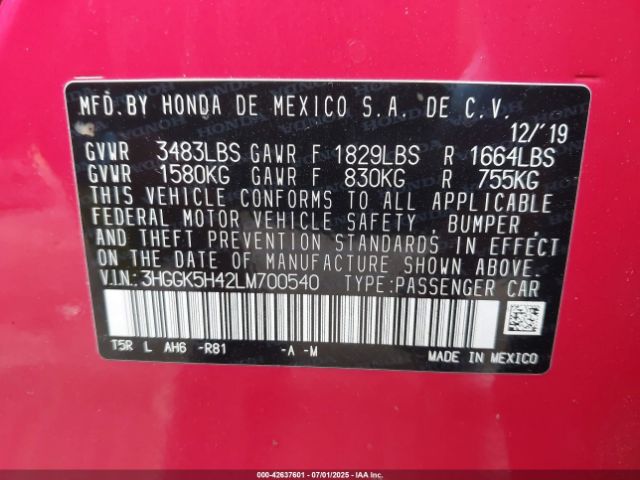 MFD.BY HONDA DE MEXICO S.A. DE C.V.
12/'19
GVWR 3483LBS GAWR F 1829LBS R 1664LBS
GVWR 1580KG GAWR F 830KG R 755KG
THIS VEHICLE CONFORMS TO ALL APPLICABLE
FEDERAL MOTOR VEHICLE SAFETY, BUMPER,
AND THEFT PREVENTION STANDARDS IN EFFECT
ON THE DATE OF MANUFACTURE SHOWN ABOVE.
V.I.N.: 3HGGK5H42LM700540 TYPE:PASSENGER CAR
T5R L AH6 -R81 -A -M MADE IN MEXICO
000-42637601 - 07/01/2025 - IAAI.COM